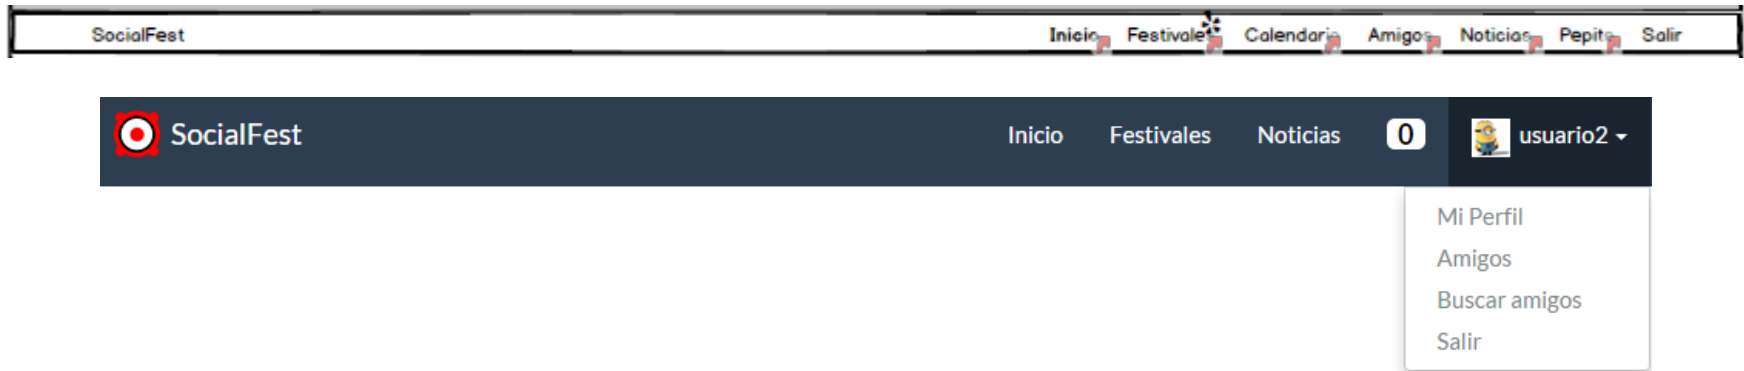 SocialFest Inicio Festivales Calendario Amigos Noticias Pepito Salir
SocialFest Inicio Festivales Noticias 0 usuario2
Mi Perfil
Amigos
Buscar amigos
Salir